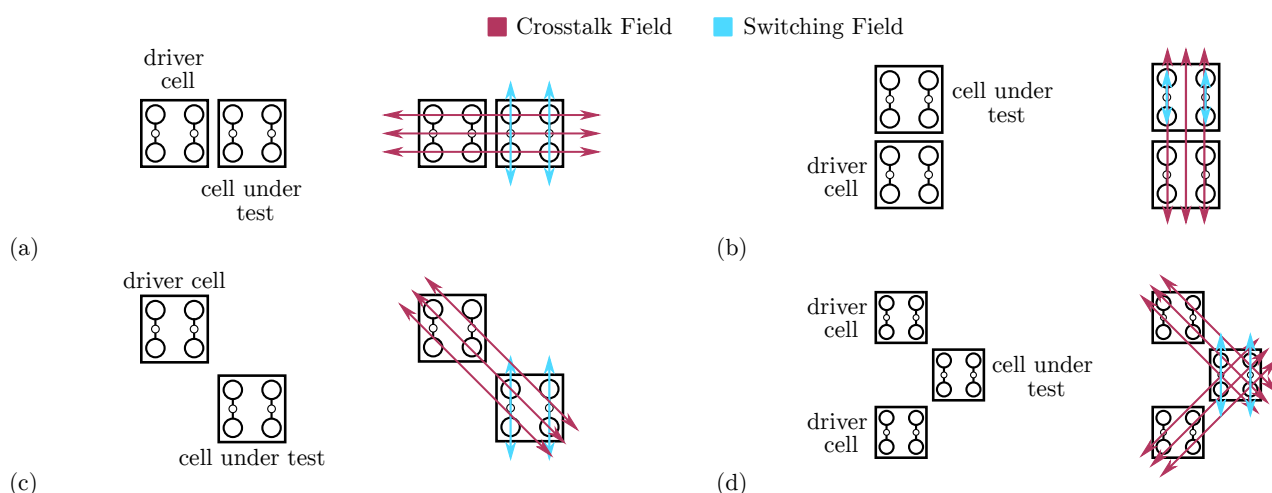 Crosstalk Field
Switching Field
driver
cell
cell under
test
(a)
cell under
test
driver
cell
(b)
driver cell
cell under test
(c)
driver
cell
cell under
test
driver
cell
(d)